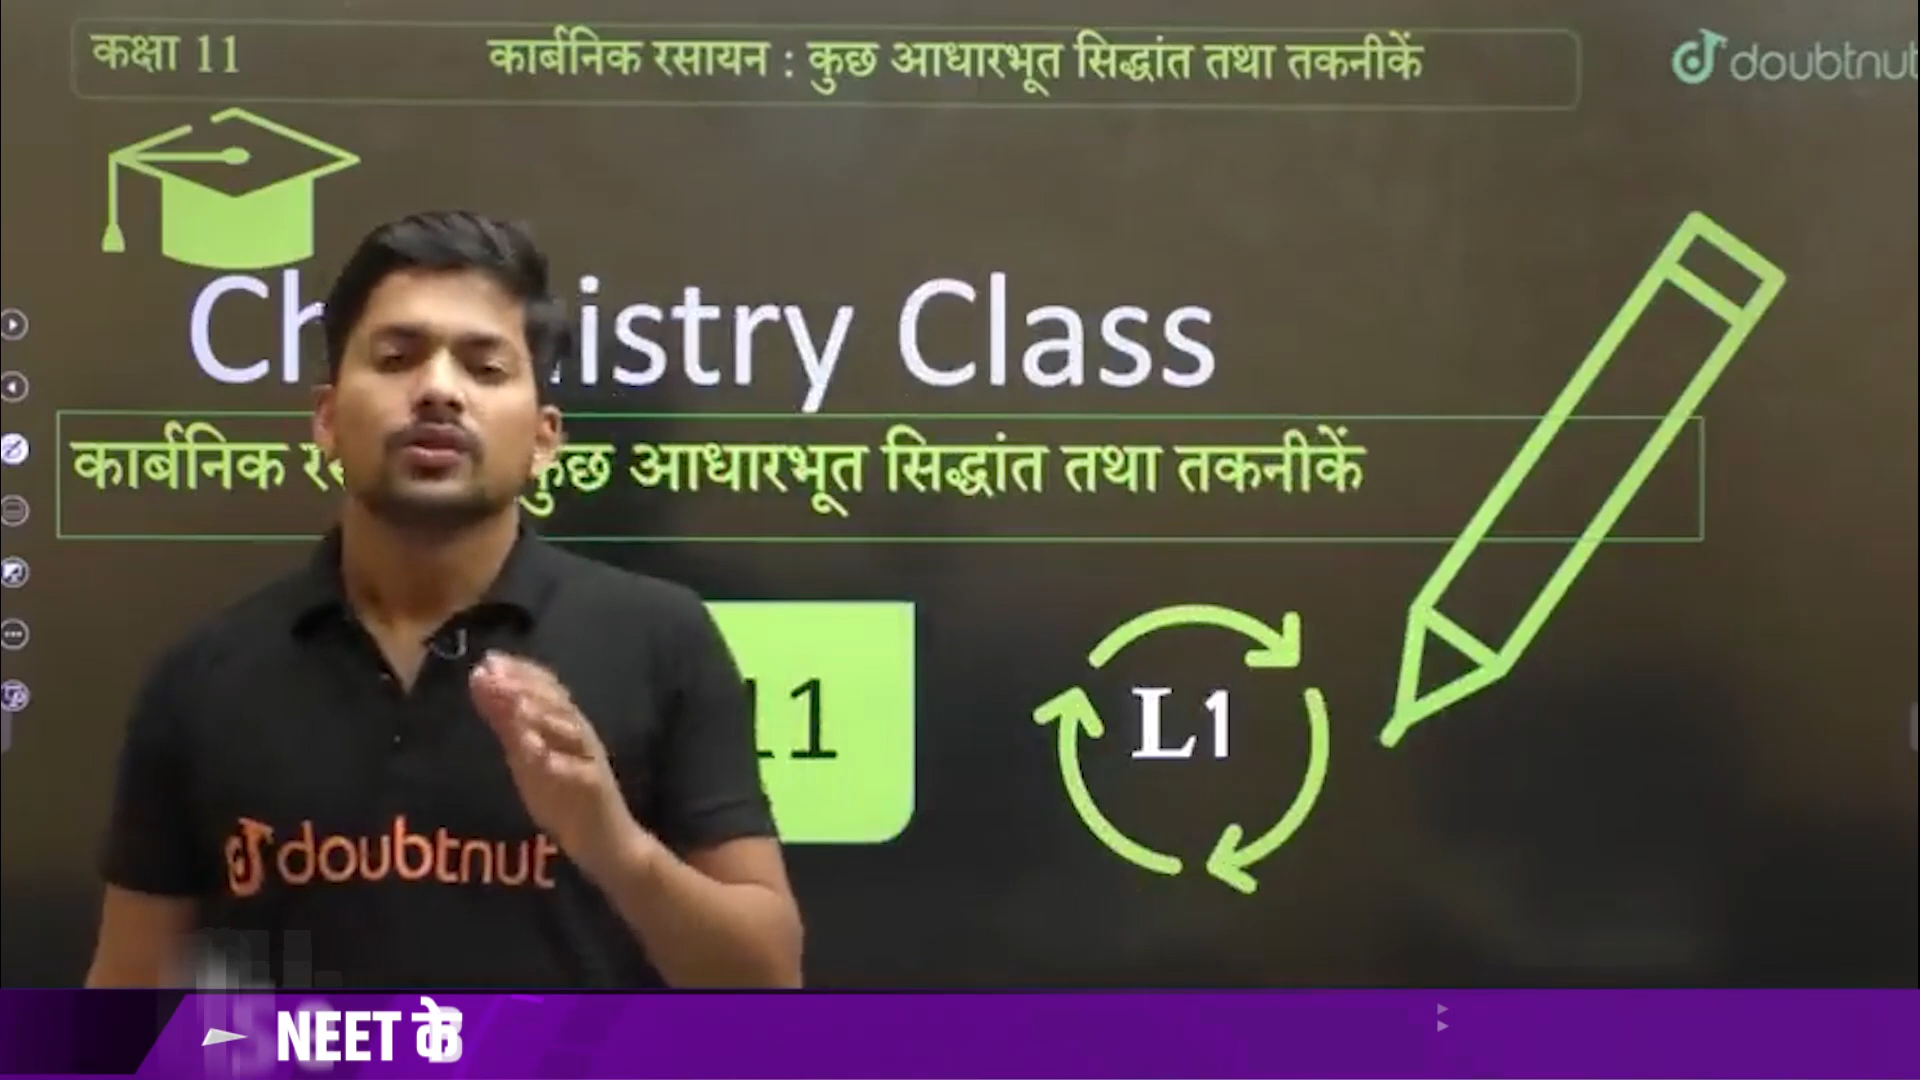 कक्षा 11
कार्बनिक रसायन : कुछ आधारभूत सिद्धांत तथा तकनीकें
doubtnut
Class
कार्बनिक
कुछ आधारभूत सिद्धांत तथा तकनीकें
11
L1
doubtnut
NEET के